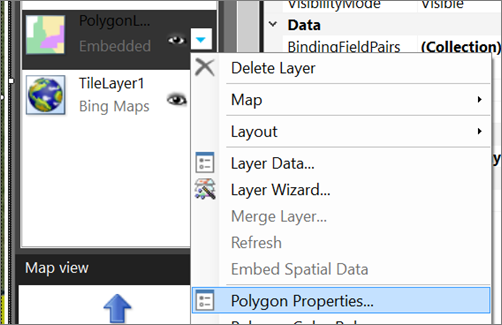 PolygonL...
Embedded
TileLayer1
Bing Maps
Map view
VisibilityMode Visible
Data
BindingFieldPairs (Collection)
Delete Layer
Map
Layout
Layer Data...
Layer Wizard...
Merge Layer...
Refresh
Embed Spatial Data
Polygon Properties...